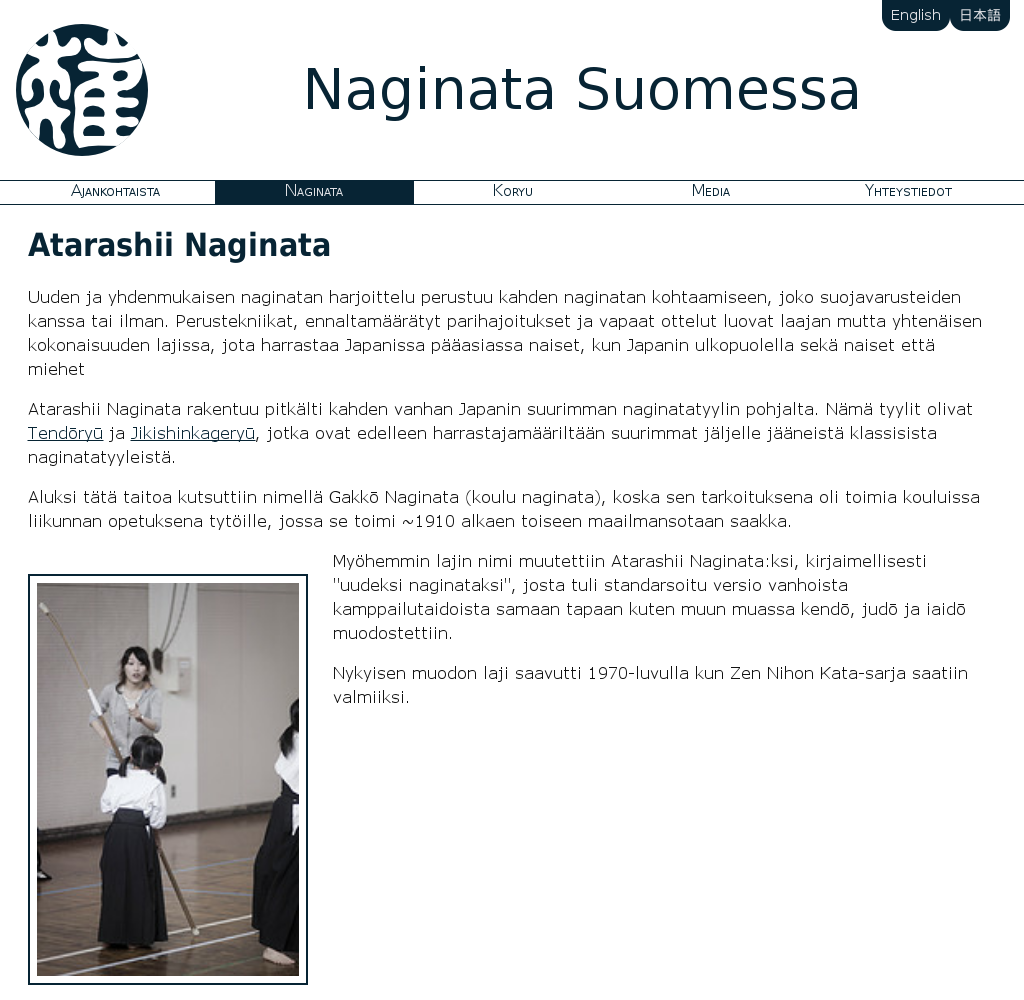 English 日本語
Naginata Suomessa
Ajankohtaista Naginata Koryu Media Yhteystiedot
Atarashii Naginata
Uuden ja yhdenmukaisen naginatan harjoittelu perustuu kahden naginatan kohtaamiseen, joko suojavarusteiden
kanssa tai ilman. Perustekniikat, ennaltamäärätyt parihajoitukset ja vapaat ottelut luovat laajan mutta yhtenäisen
kokonaisuuden lajissa, jota harrastaa Japanissa pääasiassa naiset, kun Japanin ulkopuolella sekä naiset että
miehet
Atarashii Naginata rakentuu pitkälti kahden vanhan Japanin suurimman naginatatyylin pohjalta. Nämä tyylit olivat
Tendōryū ja Jikishinkageryū, jotka ovat edelleen harrastajamääriltään suurimmat jäljelle jääneistä klassisista
naginatatyyleistä.
Aluksi tätä taitoa kutsuttiin nimellä Gakkō Naginata (koulu naginata), koska sen tarkoituksena oli toimia kouluissa
liikunnan opetuksena tytöille, jossa se toimi ~1910 alkaen toiseen maailmansotaan saakka.
Myöhemmin lajin nimi muutettiin Atarashii Naginata:ksi, kirjaimellisesti
"uudeksi naginataksi", josta tuli standarsoitu versio vanhoista
kamppailutaidoista samaan tapaan kuten muun muassa kendō, judō ja iaidō
muodostettiin.
Nykyisen muodon laji saavutti 1970-luvulla kun Zen Nihon Kata-sarja saatiin
valmiiksi.